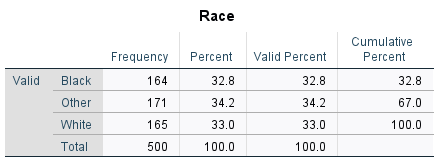 Race
Frequency Percent Valid Percent Cumulative Percent
Valid Black 164 32.8 32.8 32.8
Other 171 34.2 34.2 67.0
White 165 33.0 33.0 100.0
Total 500 100.0 100.0